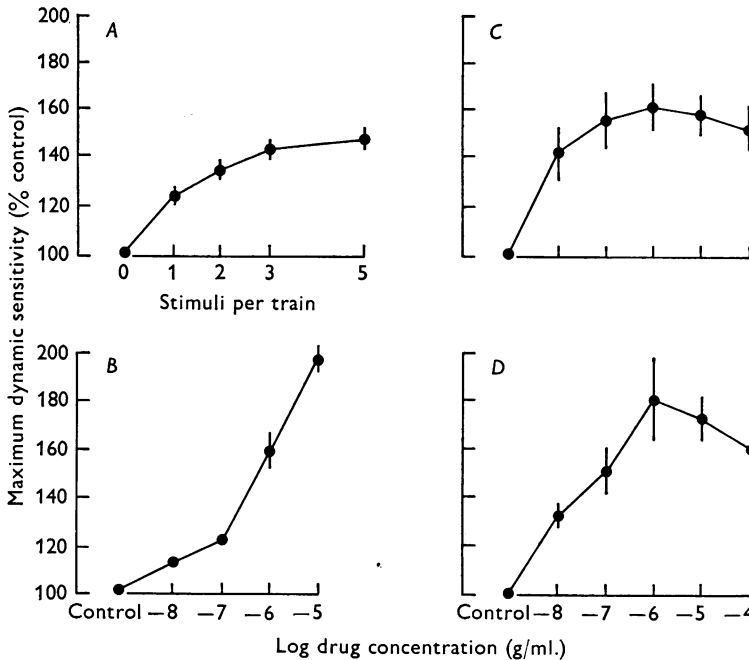 Maximum dynamic sensitivity (% control)
A
200
180
160
140
120
100
0 1 2 3 5
Stimuli per train
C
B
200
180
160
140
120
100
Control −8 −7 −6 −5
D
Control −8 −7 −6 −5 −4
Log drug concentration (g/ml.)